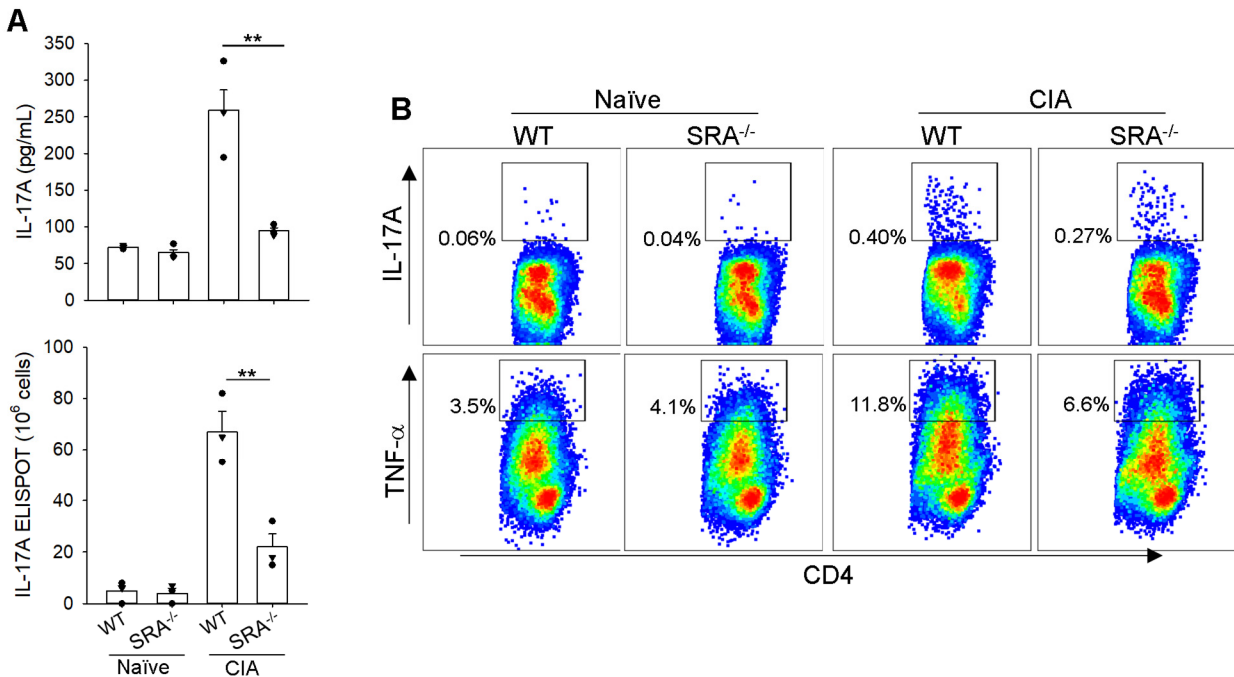 A
IL-17A (pg/mL)
350
300
250
200
150
100
50
0
**
IL-17A ELISPOT (10⁶ cells)
100
80
60
40
20
0
**
WT
SRA⁻/⁻
WT
SRA⁻/⁻
Naïve
CIA
B
Naïve
CIA
WT
SRA⁻/⁻
WT
SRA⁻/⁻
IL-17A
0.06%
0.04%
0.40%
0.27%
TNF-α
3.5%
4.1%
11.8%
6.6%
CD4